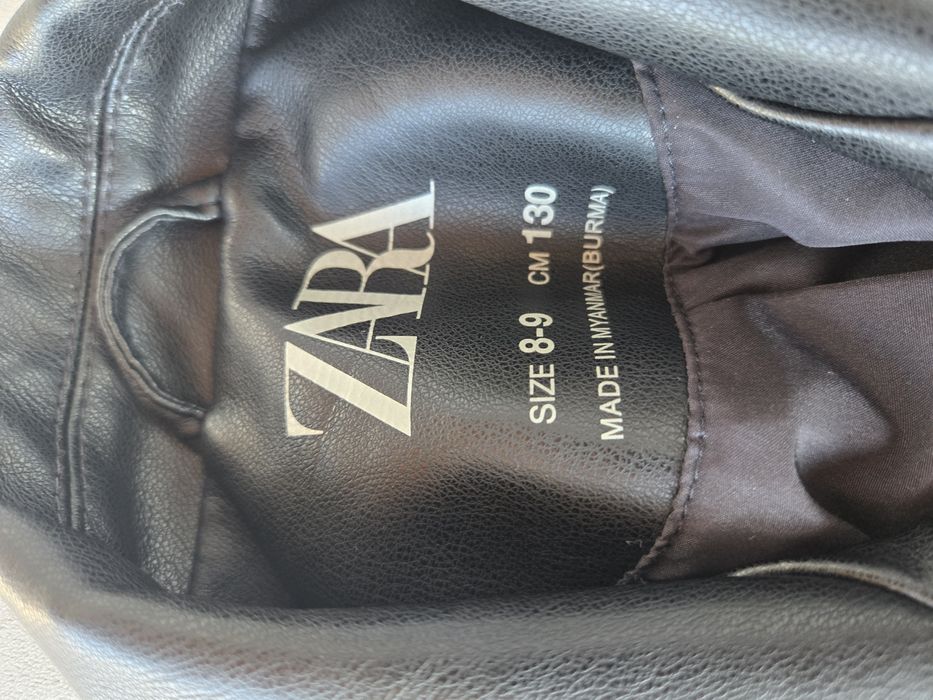 ZARA
SIZE 8-9 CM 130
MADE IN MYANMAR(BURMA)